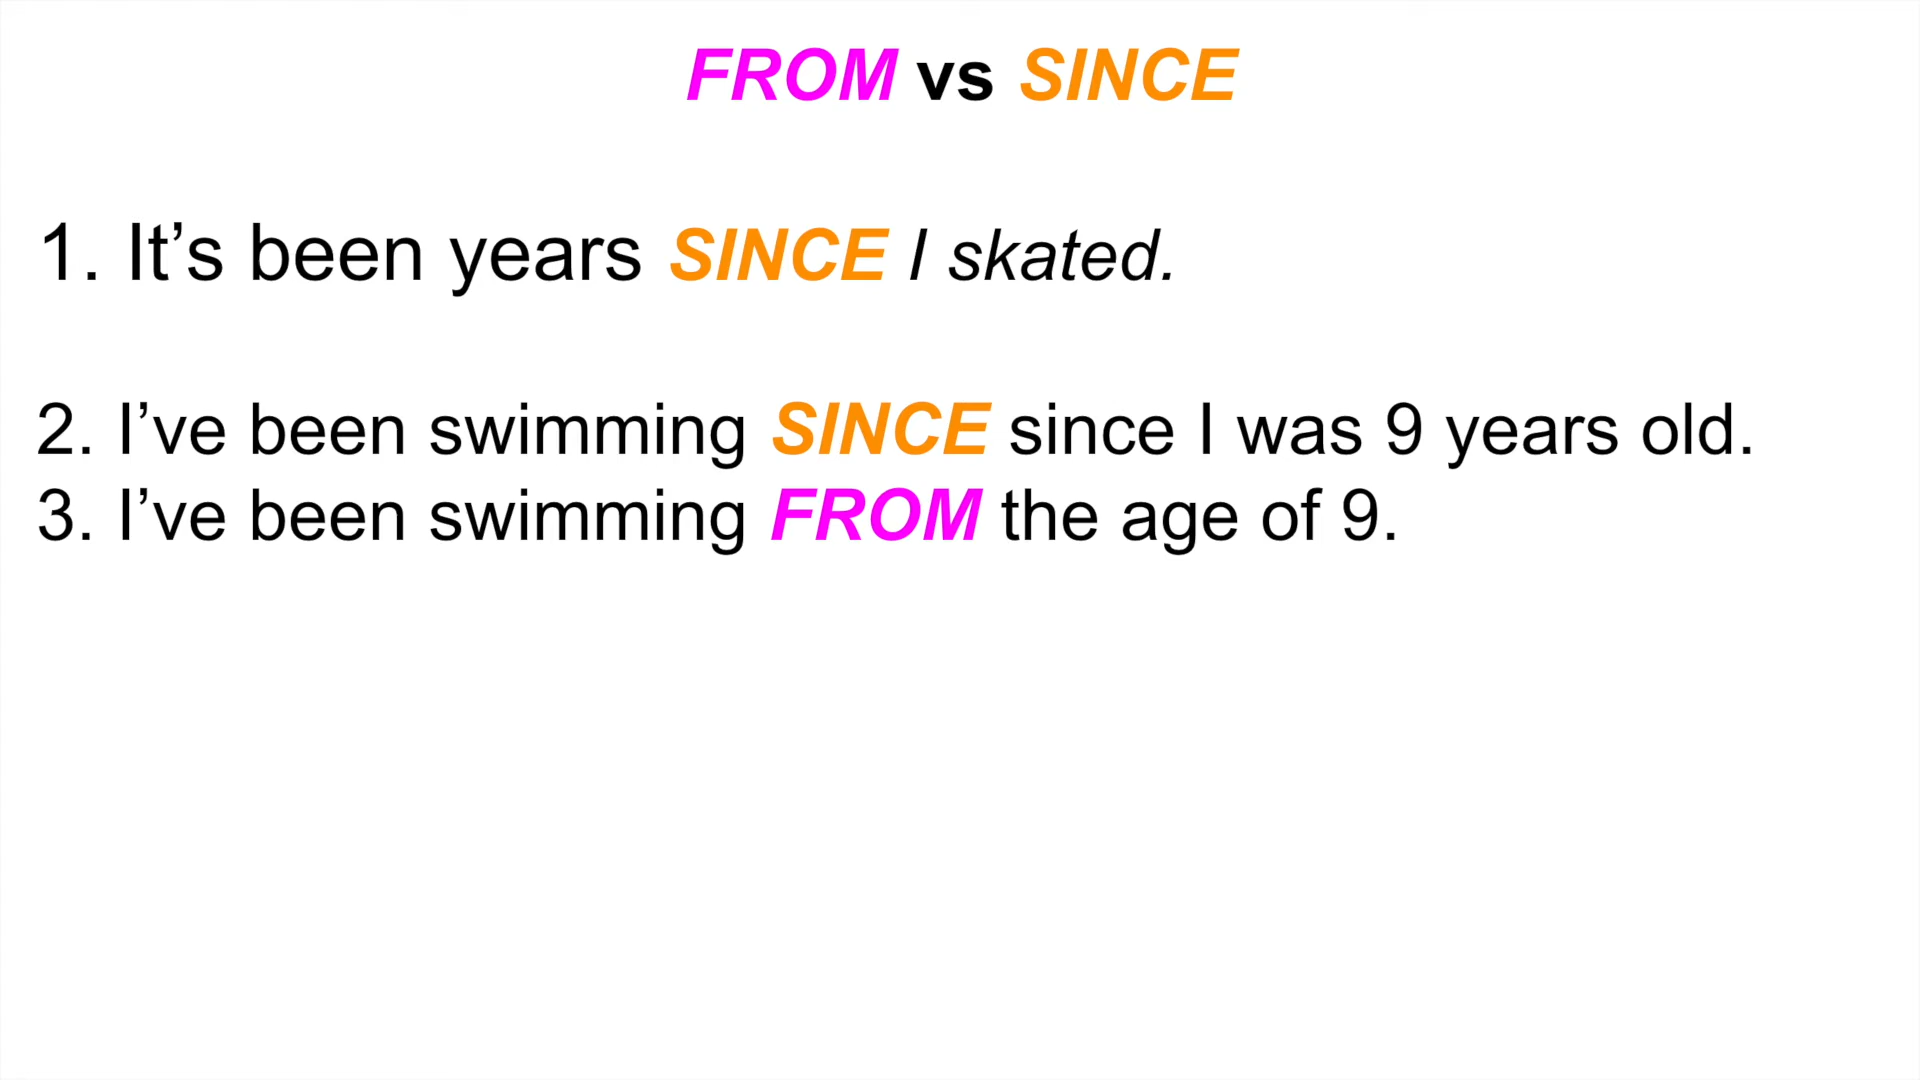 FROM vs SINCE
1. It’s been years SINCE I skated.
2. I’ve been swimming SINCE since I was 9 years old.
3. I’ve been swimming FROM the age of 9.